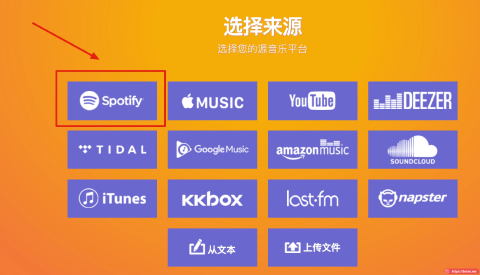 选择来源
选择您的源音乐平台
Spotify
MUSIC
YouTube
DEEZER
TIDAL
Google Music
amazon music
SOUNDCLOUD
iTunes
KKBOX
last·fm
napster
从文本
上传文件